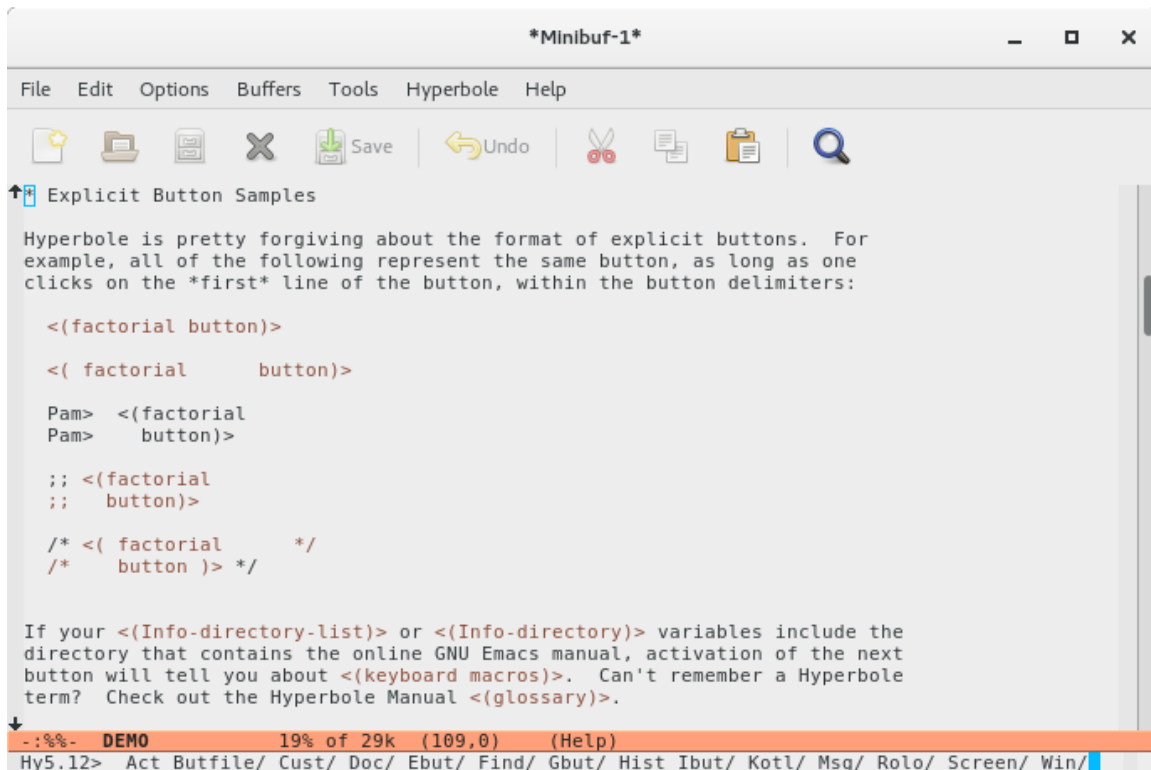 *Minibuf-1*
File Edit Options Buffers Tools Hyperbole Help
Save Undo
* Explicit Button Samples
Hyperbole is pretty forgiving about the format of explicit buttons.  For
example, all of the following represent the same button, as long as one
clicks on the *first* line of the button, within the button delimiters:
<(factorial button)>
<( factorial      button)>
Pam>  <(factorial
Pam>    button)>
;; <(factorial
;;   button)>
/* <( factorial      */
/*    button )> */
If your <(Info-directory-list)> or <(Info-directory)> variables include the
directory that contains the online GNU Emacs manual, activation of the next
button will tell you about <(keyboard macros)>.  Can't remember a Hyperbole
term?  Check out the Hyperbole Manual <(glossary)>.
-:%%-  DEMO           19% of 29k  (109,0)    (Help)
Hy5.12>  Act Butfile/ Cust/ Doc/ Ebut/ Find/ Gbut/ Hist Ibut/ Kotl/ Msg/ Rolo/ Screen/ Win/